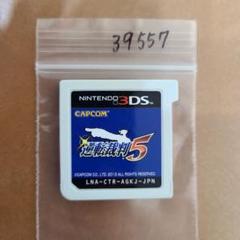 39557
NINTENDO 3DS
CAPCOM
逆転裁判5
©CAPCOM CO., LTD. 2013 ALL RIGHTS RESERVED.
LNA-CTR-AGKJ-JPN